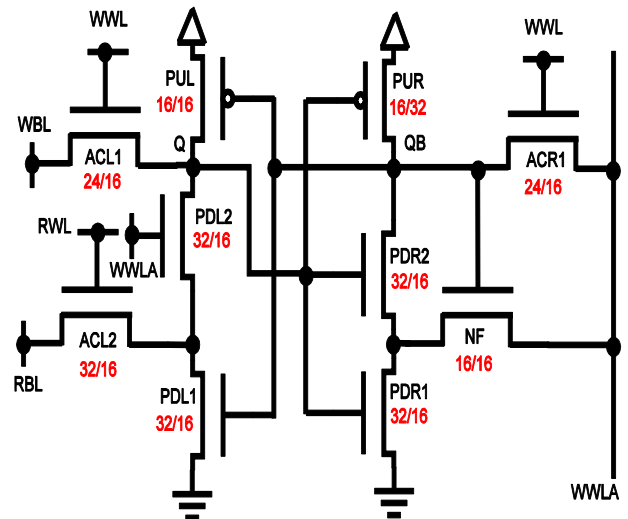 WWL
WWL
PUL
16/16
PUR
16/32
WBL
Q
QB
ACL1
24/16
ACR1
24/16
RWL
PDL2
32/16
WWLA
PDR2
32/16
ACL2
32/16
NF
16/16
RBL
PDL1
32/16
PDR1
32/16
WWLA